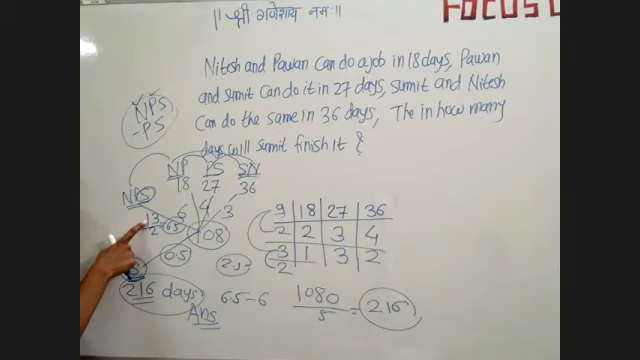 || श्री गणेशाय नमः ||
FOCUS
Nitesh and Pawan Can do a job in 18 days, Pawan
and sumit Can do it in 27 days, sumit and Nitesh
Can do the same in 36 days, The in how many
days will sumit finish it ?
NPS
-PS
NP PS SN
18 27 36
NPS
13/2 6.5 6 4 3
108
0.5 2.5
216 days
Ans
6.5-6
1080/5 = 216
9 | 18 | 27 | 36
2 | 2 | 3 | 4
3 | 1 | 3 | 2
2